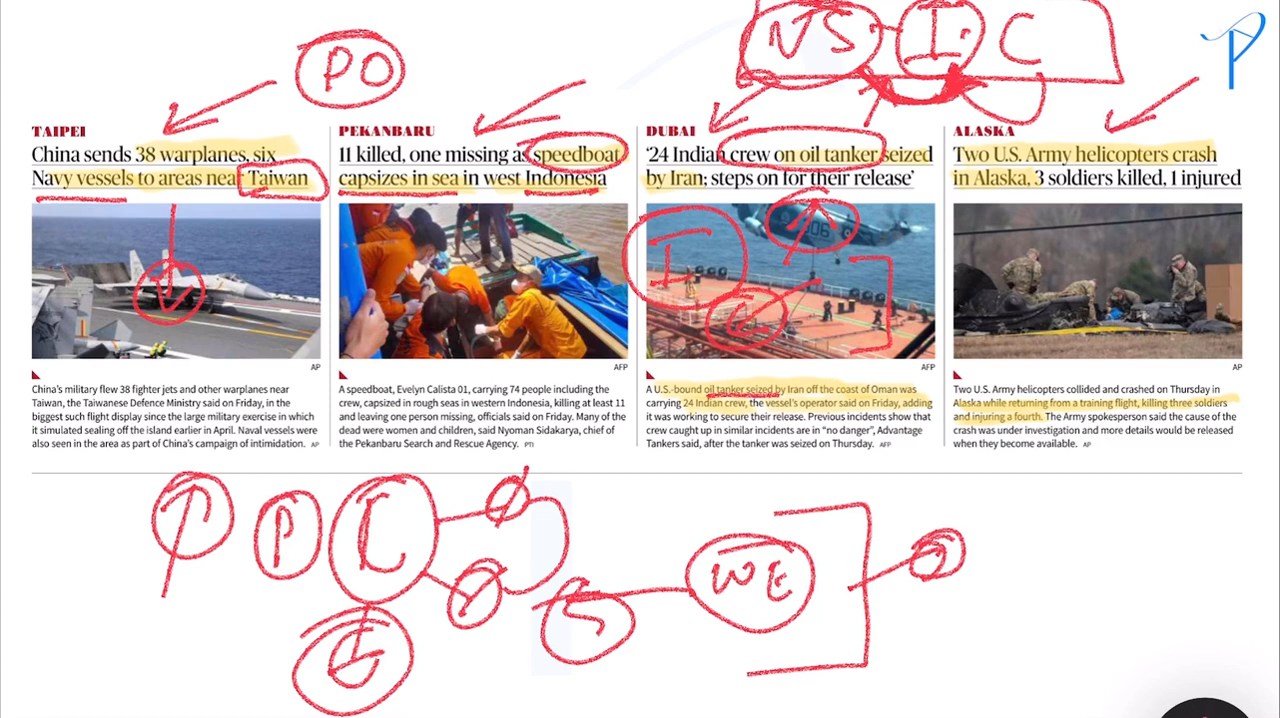 PO
NS I C
P
TAIPEI
China sends 38 warplanes, six
Navy vessels to areas near Taiwan
AP
China's military flew 38 fighter jets and other warplanes near
Taiwan, the Taiwanese Defence Ministry said on Friday, in the
biggest such flight display since the large military exercise in which
it simulated sealing off the island earlier in April. Naval vessels were
also seen in the area as part of China's campaign of intimidation. AP
PEKANBARU
11 killed, one missing as speedboat
capsizes in sea in west Indonesia
AFP
A speedboat, Evelyn Calista 01, carrying 74 people including the
crew, capsized in rough seas in western Indonesia, killing at least 11
and leaving one person missing, officials said on Friday. Many of the
dead were women and children, said Nyoman Sidakarya, chief of
the Pekanbaru Search and Rescue Agency. PTI
DUBAI
'24 Indian crew on oil tanker seized
by Iran; steps on for their release'
I
AFP
A U.S.-bound oil tanker seized by Iran off the coast of Oman was
carrying 24 Indian crew, the vessel's operator said on Friday, adding
it was working to secure their release. Previous incidents show that
crew caught up in similar incidents are in "no danger", Advantage
Tankers said, after the tanker was seized on Thursday. AFP
ALASKA
Two U.S. Army helicopters crash
in Alaska, 3 soldiers killed, 1 injured
AP
Two U.S. Army helicopters collided and crashed on Thursday in
Alaska while returning from a training flight, killing three soldiers
and injuring a fourth. The Army spokesperson said the cause of the
crash was under investigation and more details would be released
when they become available. AP
P
S
WE